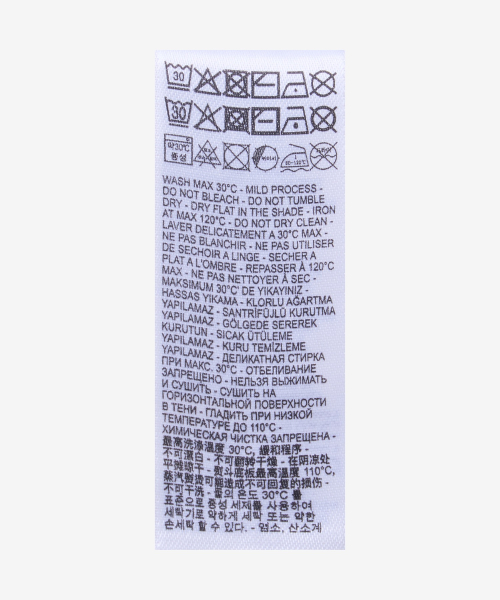 30
30
약30℃
중성
80~120℃
WASH MAX 30°C - MILD PROCESS -
DO NOT BLEACH - DO NOT TUMBLE
DRY - DRY FLAT IN THE SHADE - IRON
AT MAX 120°C - DO NOT DRY CLEAN -
LAVER DELICATEMENT A 30°C MAX -
NE PAS BLANCHIR - NE PAS UTILISER
DE SECHOIR A LINGE - SECHER A
PLAT A L'OMBRE - REPASSER À 120°C
MAX - NE PAS NETTOYER À SEC -
MAKSIMUM 30°C' DE YIKAYINIZ -
HASSAS YIKAMA - KLORLU AĞARTMA
YAPILAMAZ - SANTRİFÜJLÜ KURUTMA
YAPILAMAZ - GÖLGEDE SEREREK
KURUTUN - SICAK ÜTÜLEME
YAPILAMAZ - KURU TEMİZLEME
YAPILAMAZ - ДЕЛИКАТНАЯ СТИРКА
ПРИ МАКС. 30°C - ОТБЕЛИВАНИЕ
ЗАПРЕЩЕНО - НЕЛЬЗЯ ВЫЖИМАТЬ
И СУШИТЬ - СУШИТЬ НА
ГОРИЗОНТАЛЬНОЙ ПОВЕРХНОСТИ
В ТЕНИ - ГЛАДИТЬ ПРИ НИЗКОЙ
ТЕМПЕРАТУРЕ ДО 110°C -
ХИМИЧЕСКАЯ ЧИСТКА ЗАПРЕЩЕНА -
最高洗涤温度 30°C, 缓和程序 -
不可漂白 - 不可翻转干燥 - 在阴凉处
平摊晾干 - 熨斗底板最高温度 110°C,
蒸汽熨烫可能造成不可回复的损伤 -
不可干洗 - 물의 온도 30°C 를
표준으로 중성 세제를 사용하여
세탁기로 약하게 세탁 또는 약한
손세탁 할 수 있다. - 염소, 산소계